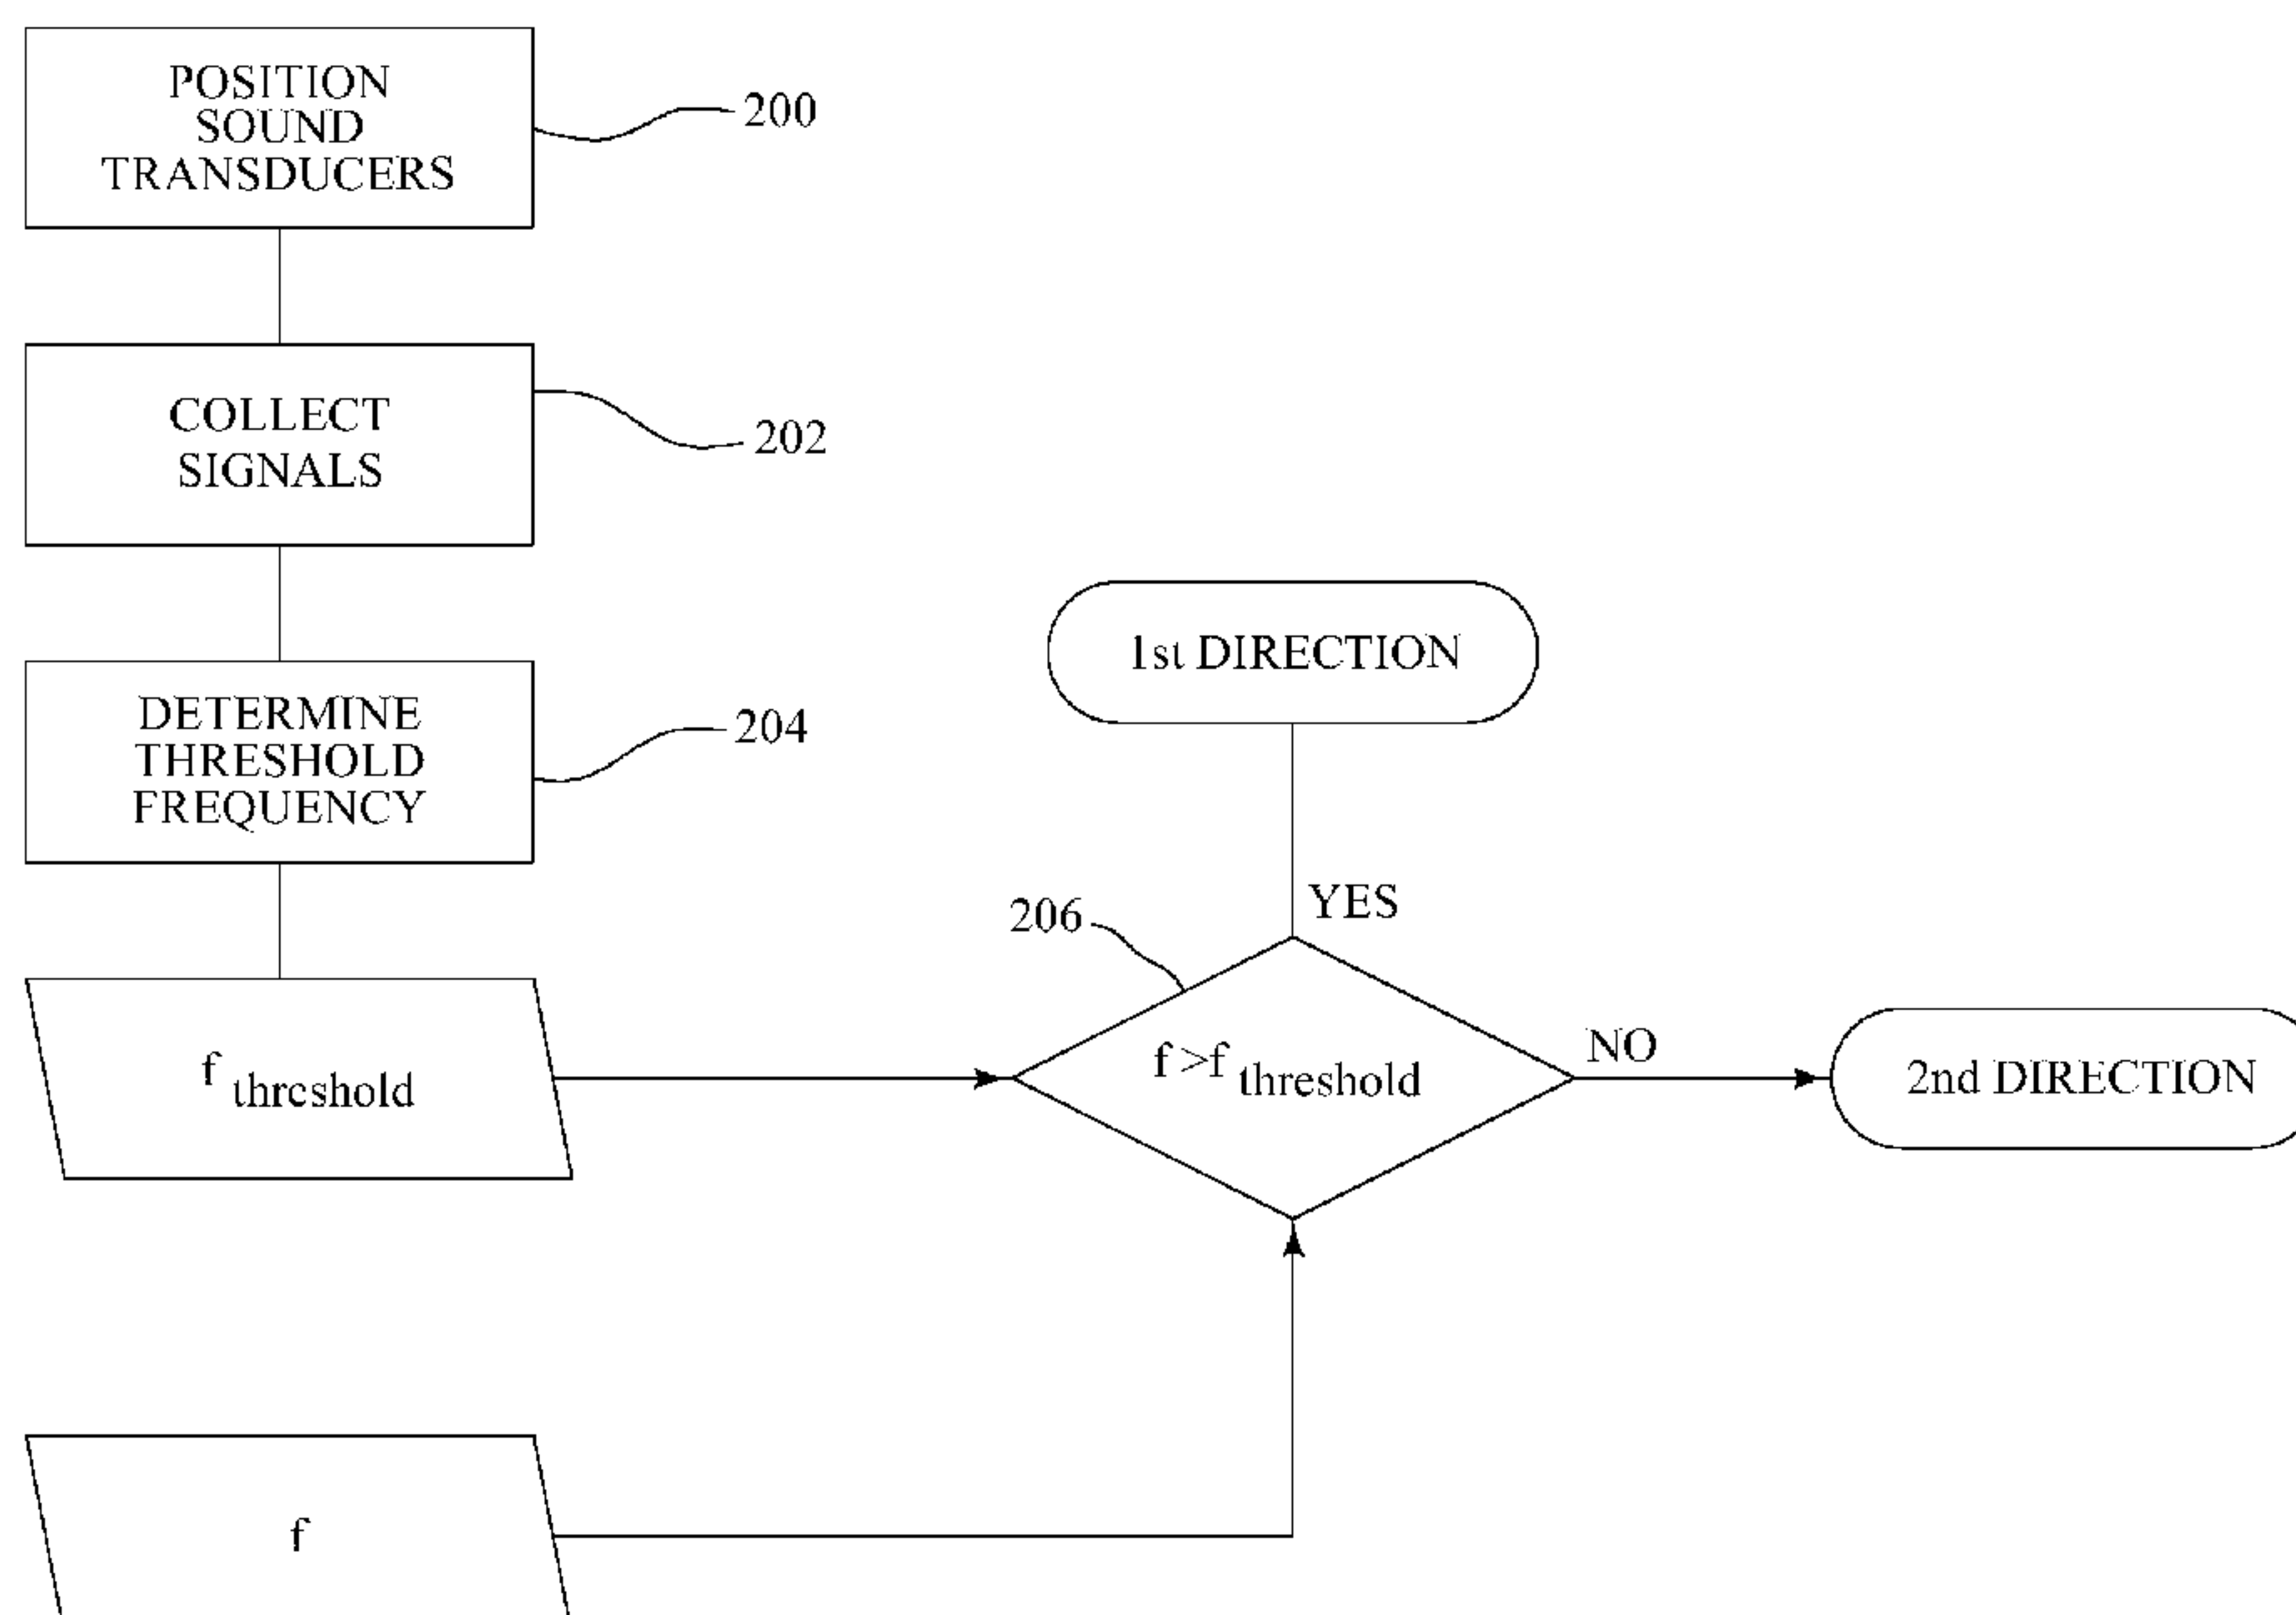 POSITION
SOUND
TRANSDUCERS
200
COLLECT
SIGNALS
202
DETERMINE
THRESHOLD
FREQUENCY
204
1st DIRECTION
YES
206
f threshold
f >f threshold
NO
2nd DIRECTION
f